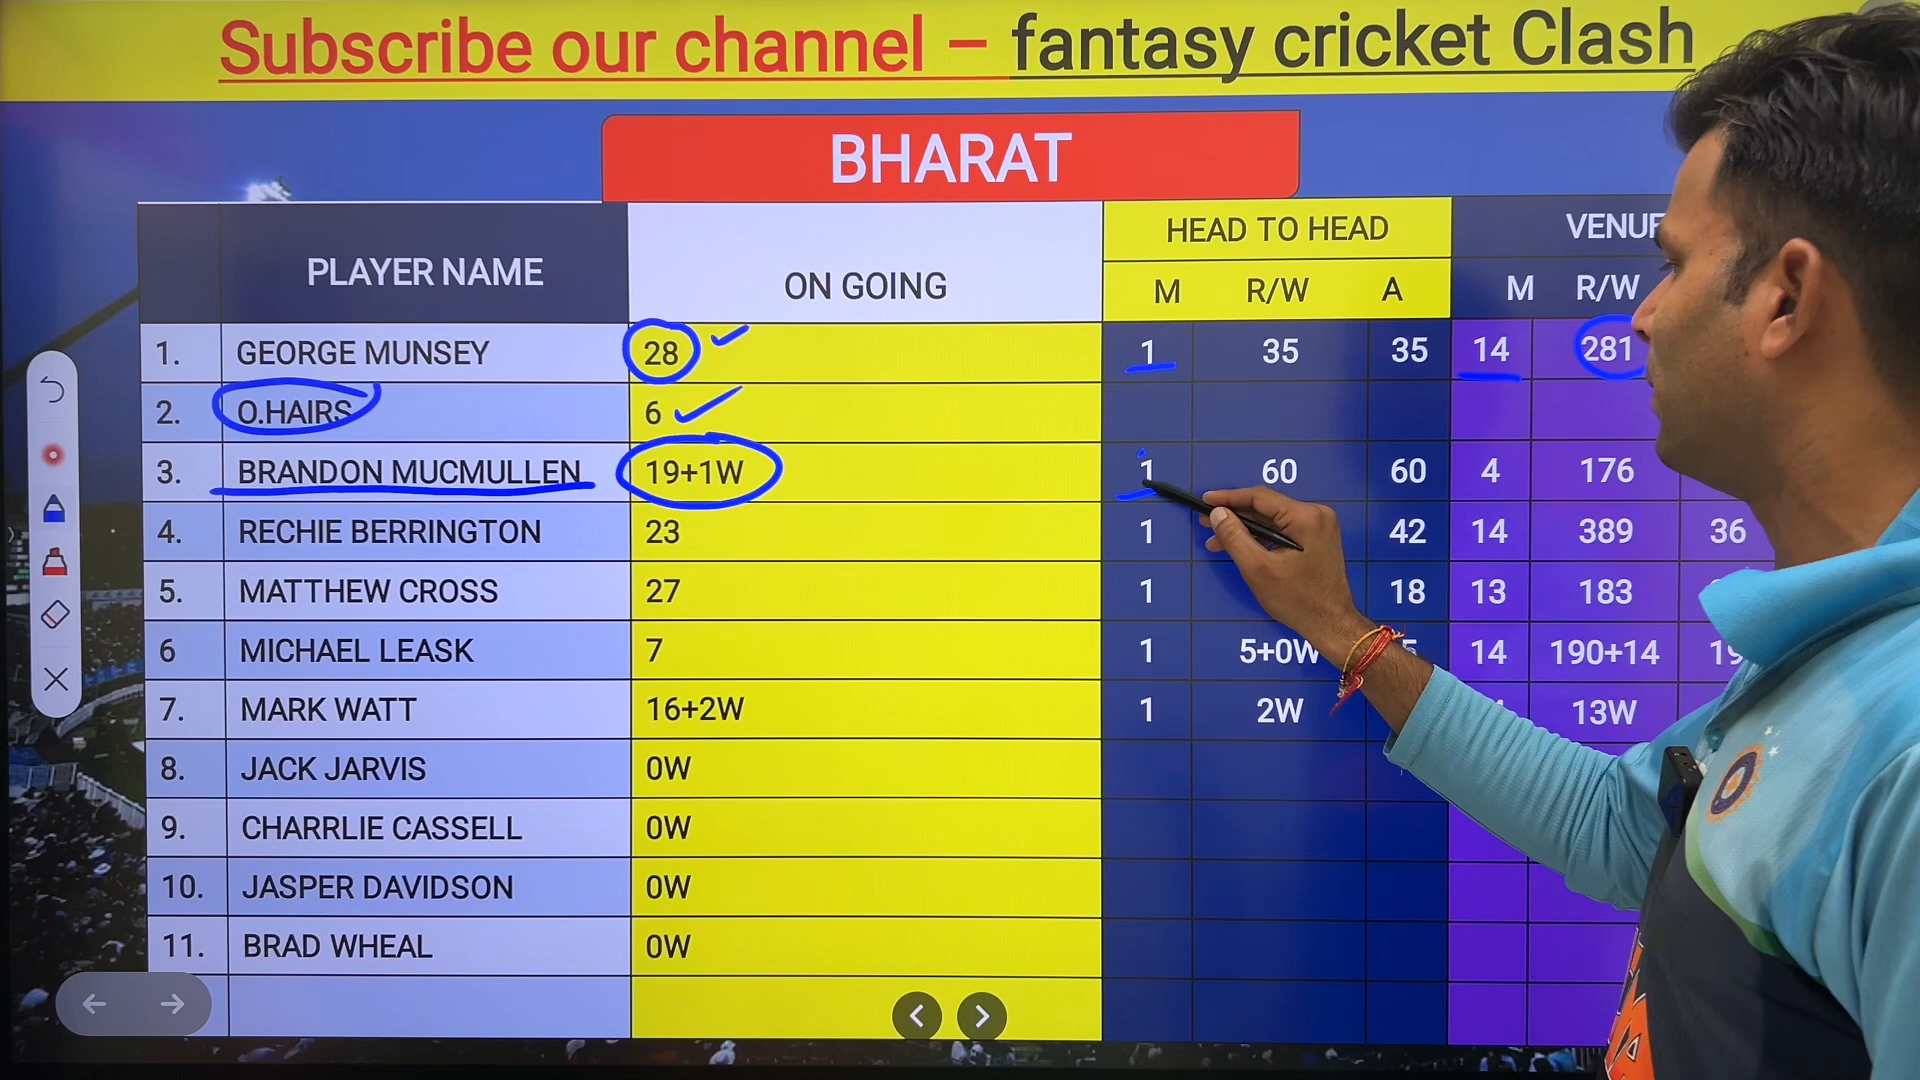 Subscribe our channel – fantasy cricket Clash
BHARAT
PLAYER NAME ON GOING HEAD TO HEAD
M R/W A M R/W
1. GEORGE MUNSEY 28 1 35 35 14 281
2. O.HAIRS 6
3. BRANDON MUCMULLEN 19+1W 1 60 60 4 176
4. RECHIE BERRINGTON 23 1 42 14 389 36
5. MATTHEW CROSS 27 1 18 13 183
6 MICHAEL LEASK 7 1 5+0W 14 190+14
7. MARK WATT 16+2W 1 2W 13W
8. JACK JARVIS 0W
9. CHARRLIE CASSELL 0W
10. JASPER DAVIDSON 0W
11. BRAD WHEAL 0W